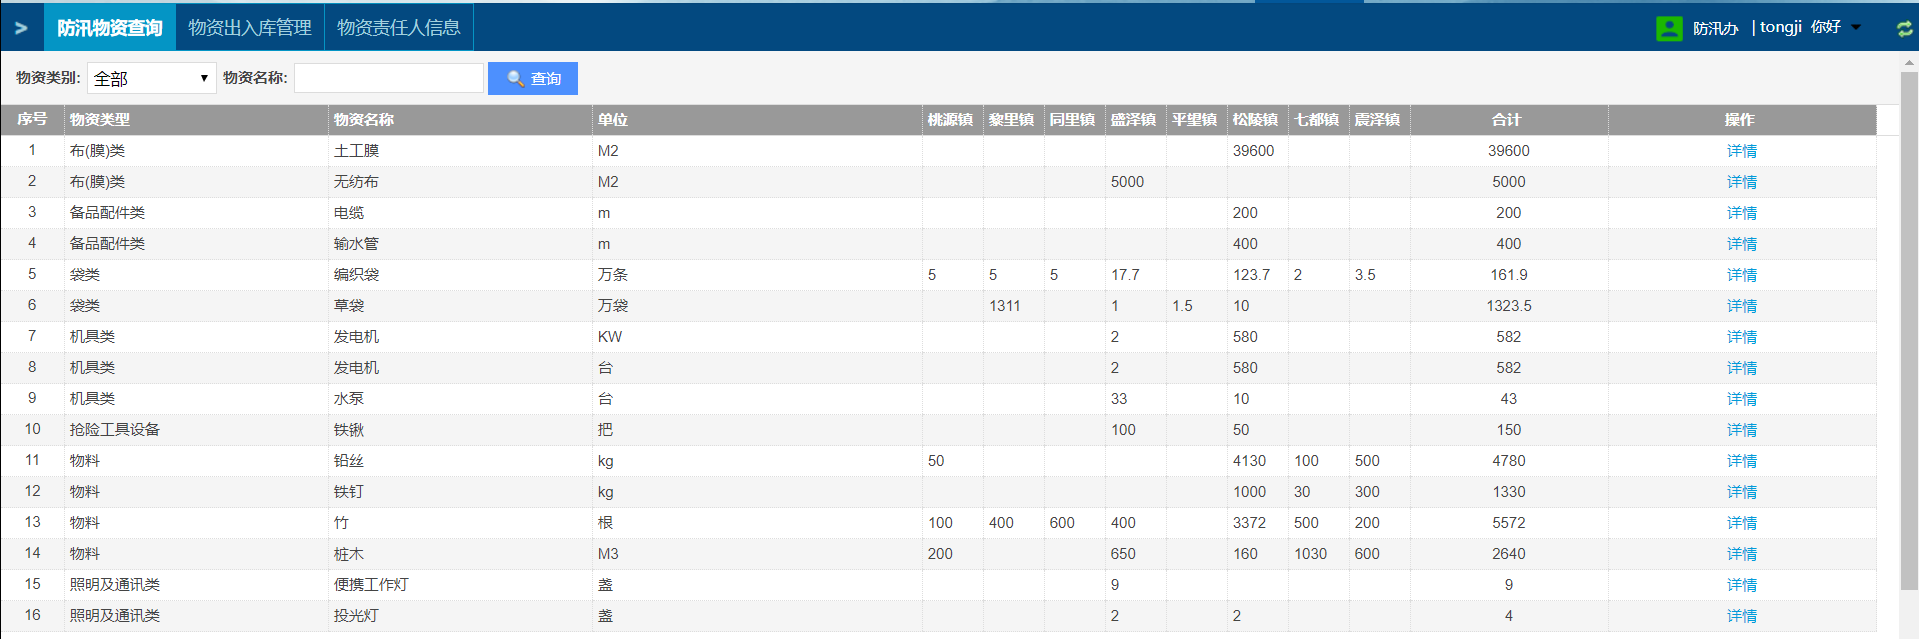 > 防汛物资查询 物资出入库管理 物资责任人信息 防汛办 | tongji 你好
物资类别: 全部 物资名称: 查询
序号 物资类型 物资名称 单位 桃源镇 黎里镇 同里镇 盛泽镇 平望镇 松陵镇 七都镇 震泽镇 合计 操作
1 布(膜)类 土工膜 M2 39600 39600 详情
2 布(膜)类 无纺布 M2 5000 5000 详情
3 备品配件类 电缆 m 200 200 详情
4 备品配件类 输水管 m 400 400 详情
5 袋类 编织袋 万条 5 5 5 17.7 123.7 2 3.5 161.9 详情
6 袋类 草袋 万袋 1311 1 1.5 10 1323.5 详情
7 机具类 发电机 KW 2 580 582 详情
8 机具类 发电机 台 2 580 582 详情
9 机具类 水泵 台 33 10 43 详情
10 抢险工具设备 铁锹 把 100 50 150 详情
11 物料 铅丝 kg 50 4130 100 500 4780 详情
12 物料 铁钉 kg 1000 30 300 1330 详情
13 物料 竹 根 100 400 600 400 3372 500 200 5572 详情
14 物料 桩木 M3 200 650 160 1030 600 2640 详情
15 照明及通讯类 便携工作灯 盏 9 9 详情
16 照明及通讯类 投光灯 盏 2 2 4 详情